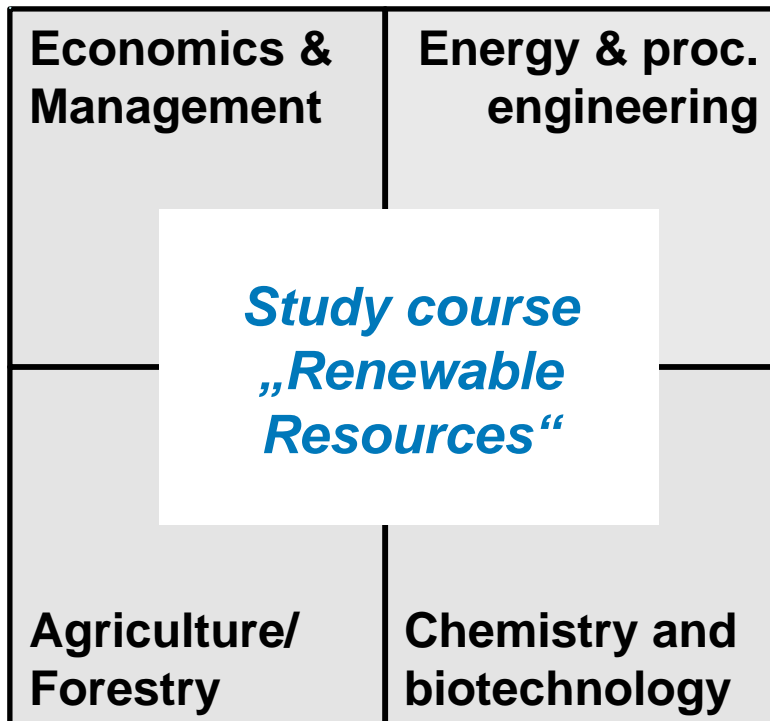 Economics &
Management
Energy & proc.
engineering
Study course
„Renewable
Resources“
Agriculture/
Forestry
Chemistry and
biotechnology